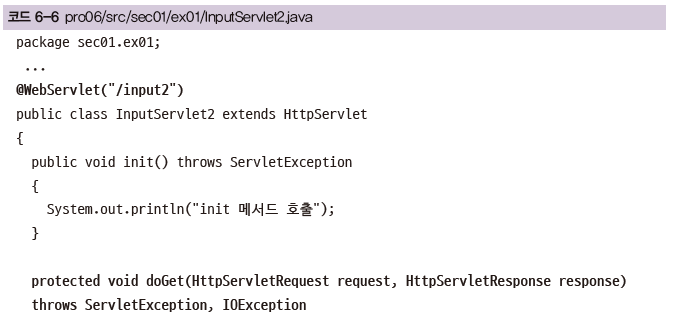 코드 6-6 pro06/src/sec01/ex01/InputServlet2.java
package sec01.ex01;
...
@WebServlet("/input2")
public class InputServlet2 extends HttpServlet
{
public void init() throws ServletException
{
System.out.println("init 메서드 호출");
}
protected void doGet(HttpServletRequest request, HttpServletResponse response)
throws ServletException, IOException